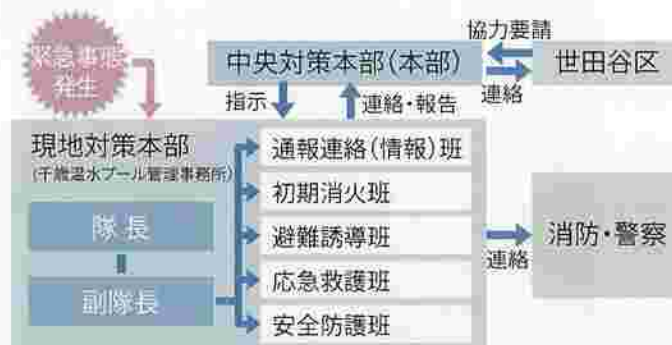 緊急事態
発生
中央対策本部(本部)
協力要請
連絡
世田谷区
指示
連絡・報告
現地対策本部
(千歳温水プール管理事務所)
隊長
副隊長
通報連絡(情報)班
初期消火班
避難誘導班
応急救護班
安全防護班
連絡
消防・警察